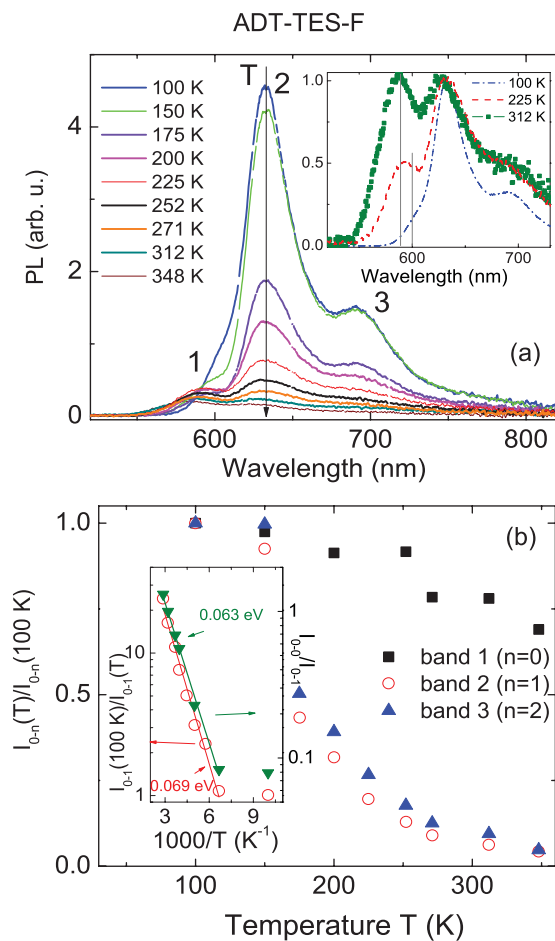 ADT-TES-F
PL (arb. u.)
4
2
0
600
700
800
Wavelength (nm)
100 K
150 K
175 K
200 K
225 K
252 K
271 K
312 K
348 K
T
1
2
3
(a)
1.0
0.5
0.0
600
700
Wavelength (nm)
100 K
225 K
312 K
I0-n(T)/I0-n(100 K)
1.0
0.5
0.0
100
200
300
Temperature T (K)
(b)
band 1 (n=0)
band 2 (n=1)
band 3 (n=2)
I0-1(100 K)/I0-1(T)
10
1
3
6
9
1000/T (K-1)
1
0.1
I0-0/I0-1(T)
0.063 eV
0.069 eV